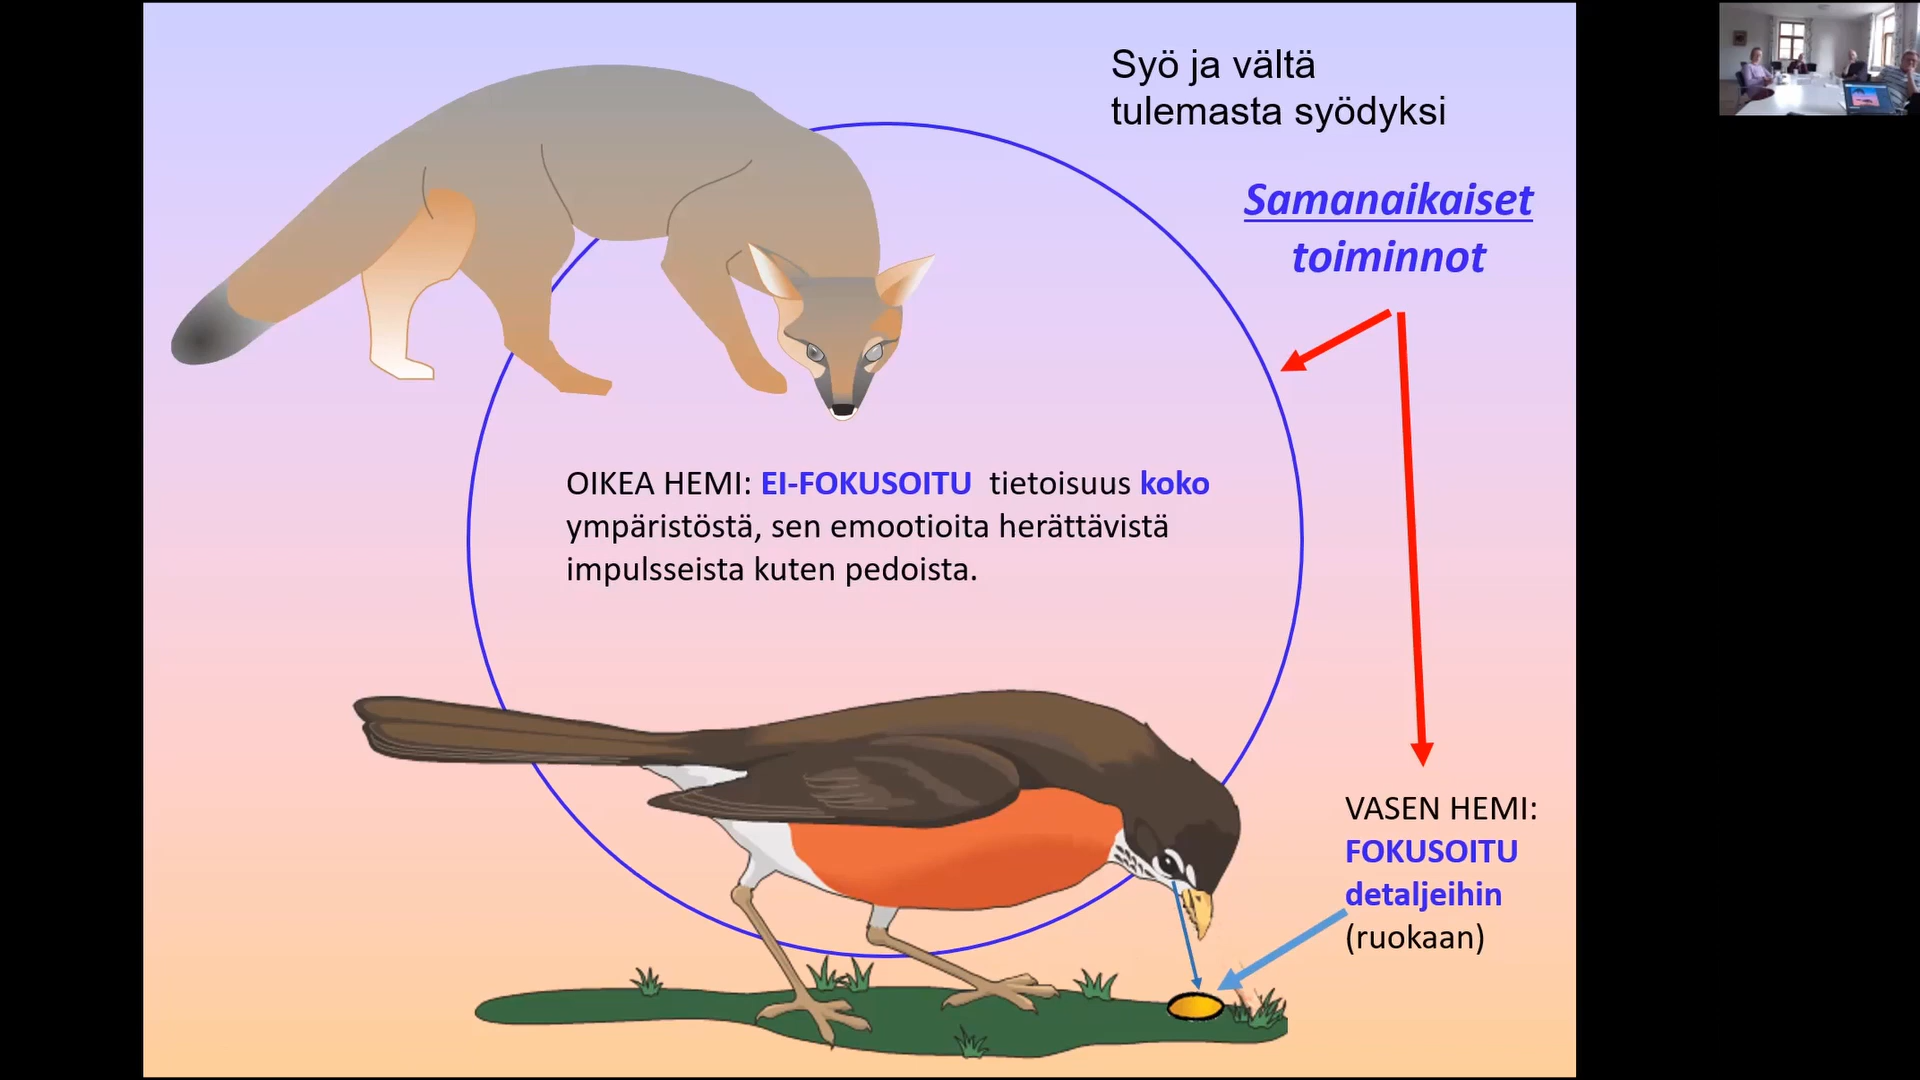 Syö ja vältä
tulemasta syödyksi
Samanaikaiset
toiminnot
OIKEA HEMI: EI-FOKUSOITU tietoisuus koko
ympäristöstä, sen emootioita herättävistä
impulsseista kuten pedoista.
VASEN HEMI:
FOKUSOITU
detaljeihin
(ruokaan)